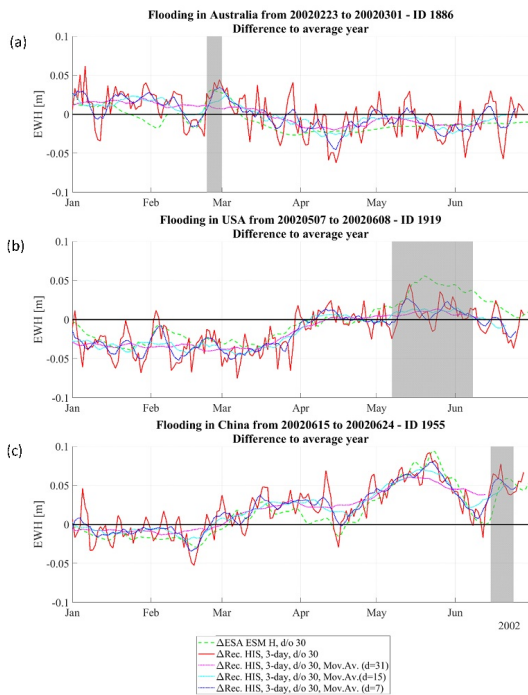 Flooding in Australia from 20020223 to 20020301 - ID 1886
Difference to average year
(a)
EWH [m]
0.1
0.05
0
-0.05
-0.1
Jan Feb Mar Apr May Jun
Flooding in USA from 20020507 to 20020608 - ID 1919
Difference to average year
(b)
EWH [m]
0.1
0.05
0
-0.05
-0.1
Jan Feb Mar Apr May Jun
Flooding in China from 20020615 to 20020624 - ID 1955
Difference to average year
(c)
EWH [m]
0.1
0.05
0
-0.05
-0.1
Jan Feb Mar Apr May Jun
2002
ΔESA ESM H, d/o 30
ΔRec. HIS, 3-day, d/o 30
ΔRec. HIS, 3-day, d/o 30, Mov.Av. (d=31)
ΔRec. HIS, 3-day, d/o 30, Mov.Av.(d=15)
ΔRec. HIS, 3-day, d/o 30, Mov.Av. (d=7)